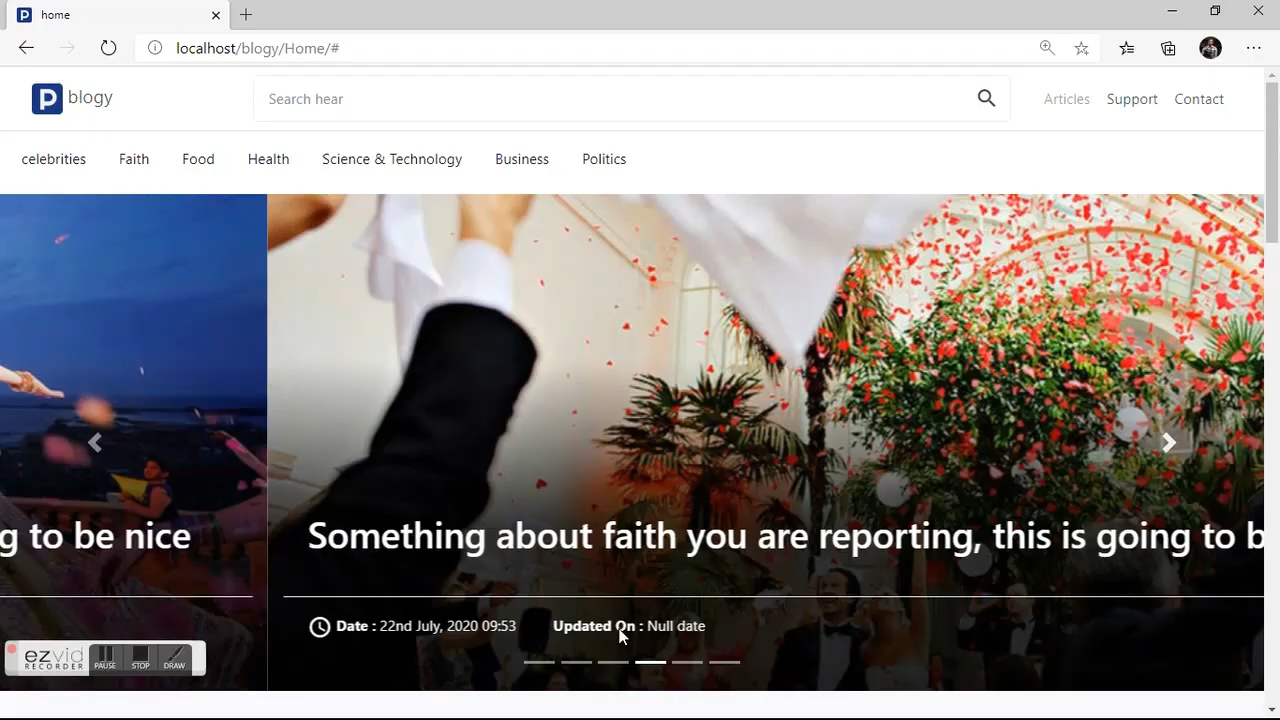 home
localhost/blogy/Home/#
P blogy
Search hear
Articles Support Contact
celebrities Faith Food Health Science & Technology Business Politics
g to be nice
Something about faith you are reporting, this is going to b
Date : 22nd July, 2020 09:53 Updated On : Null date
ezvid
RECORDER
PAUSE STOP DRAW